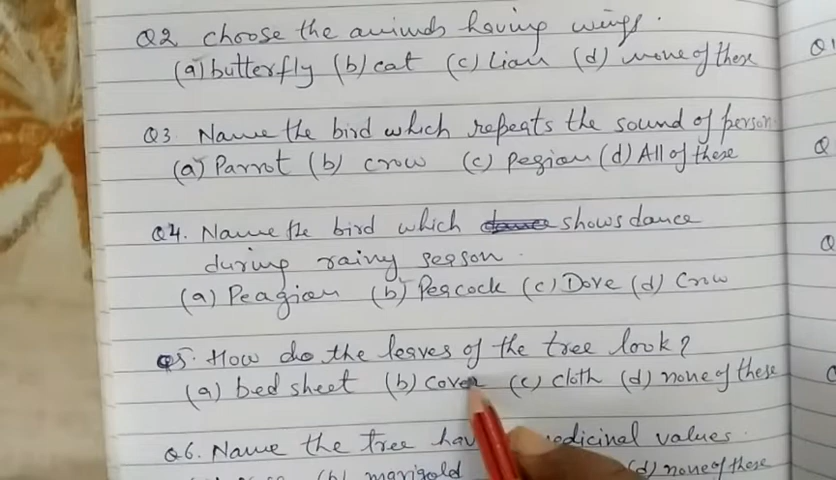 Q2 choose the animals having wings.
(a) butterfly (b) cat (c) Lion (d) none of these
Q1
Q3. Name the bird which repeats the sound of person
(a) Parrot (b) crow (c) pegion (d) All of these
Q
Q4. Name the bird which shows dance
during rainy season.
Q
(a) Peagion (b) Peacock (c) Dove (d) Crow
Q5. How do the leaves of the tree look?
(a) bed sheet (b) cover (c) cloth (d) none of these
Q6. Name the tree hav medicinal values.
(b) marigold (d) none of these